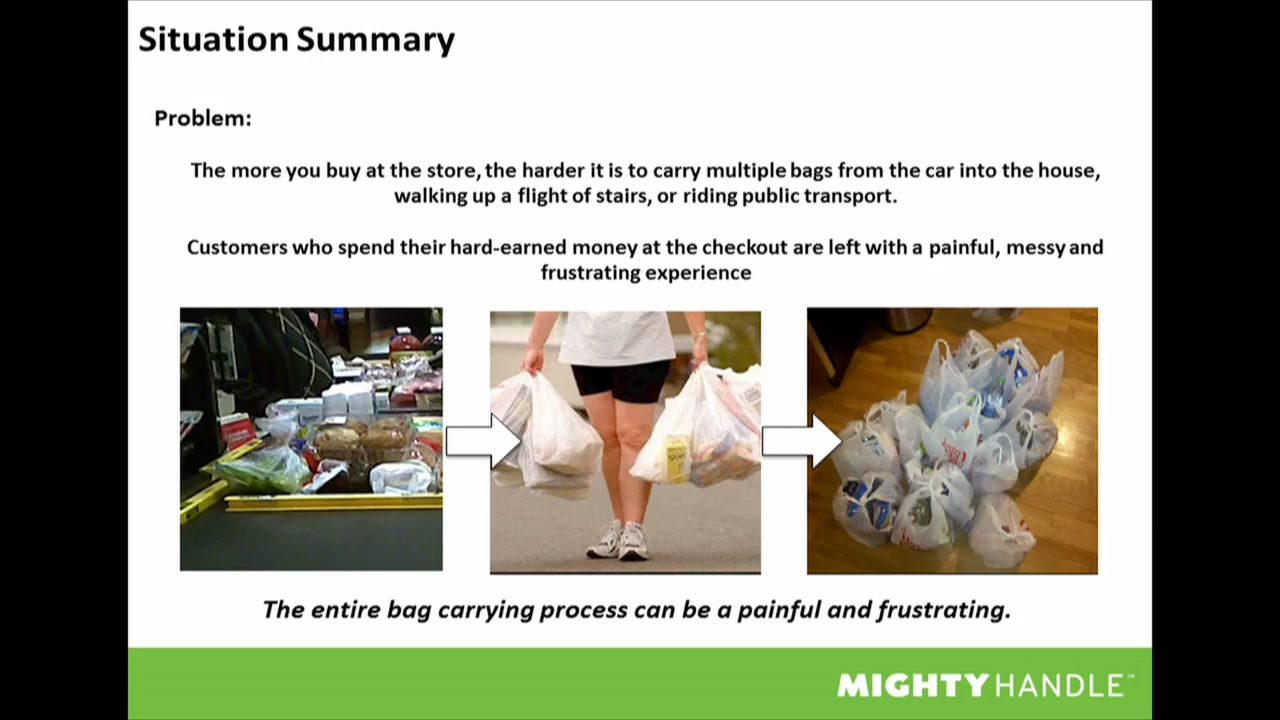 Situation Summary
Problem:
The more you buy at the store, the harder it is to carry multiple bags from the car into the house,
walking up a flight of stairs, or riding public transport.
Customers who spend their hard-earned money at the checkout are left with a painful, messy and
frustrating experience
The entire bag carrying process can be a painful and frustrating.
MIGHTYHANDLE™